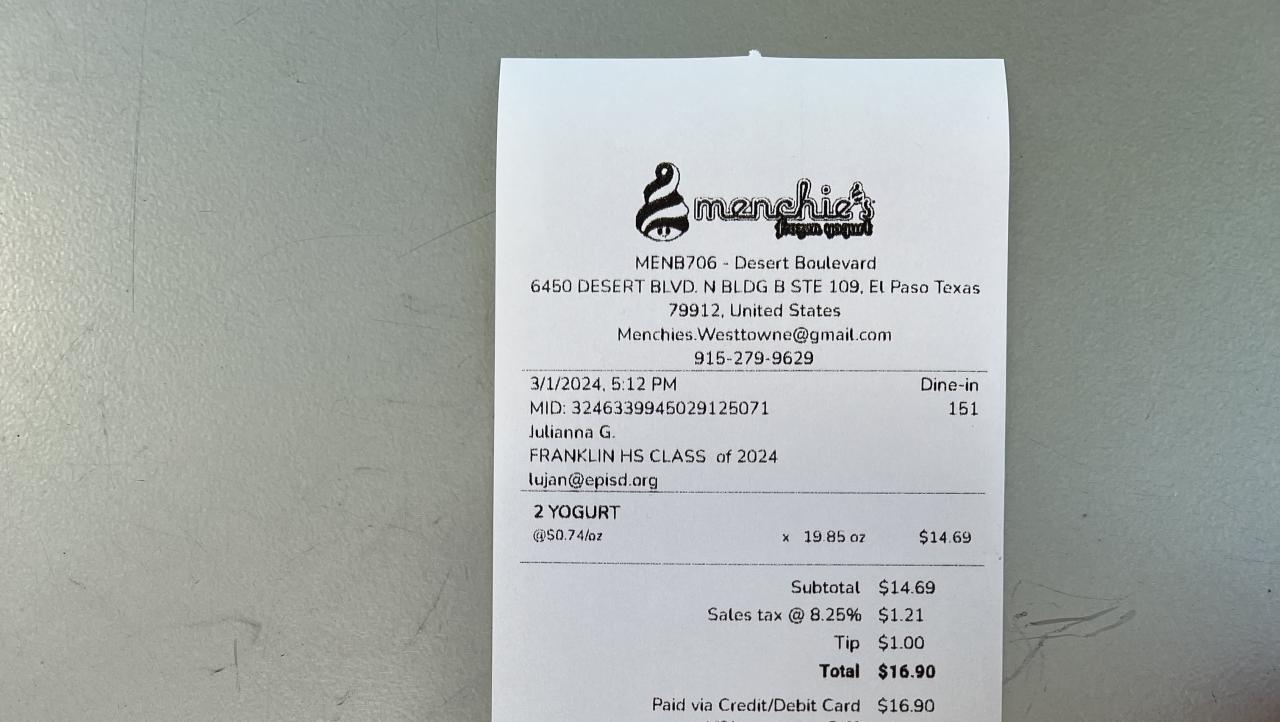 menchie's
frozen yogurt
MENB706 - Desert Boulevard
6450 DESERT BLVD. N BLDG B STE 109, El Paso Texas
79912, United States
Menchies.Westtowne@gmail.com
915-279-9629
3/1/2024, 5:12 PM Dine-in
MID: 3246339945029125071 151
Julianna G.
FRANKLIN HS CLASS of 2024
lujan@episd.org
2 YOGURT
@$0.74/oz x 19.85 oz $14.69
Subtotal $14.69
Sales tax @ 8.25% $1.21
Tip $1.00
Total $16.90
Paid via Credit/Debit Card $16.90